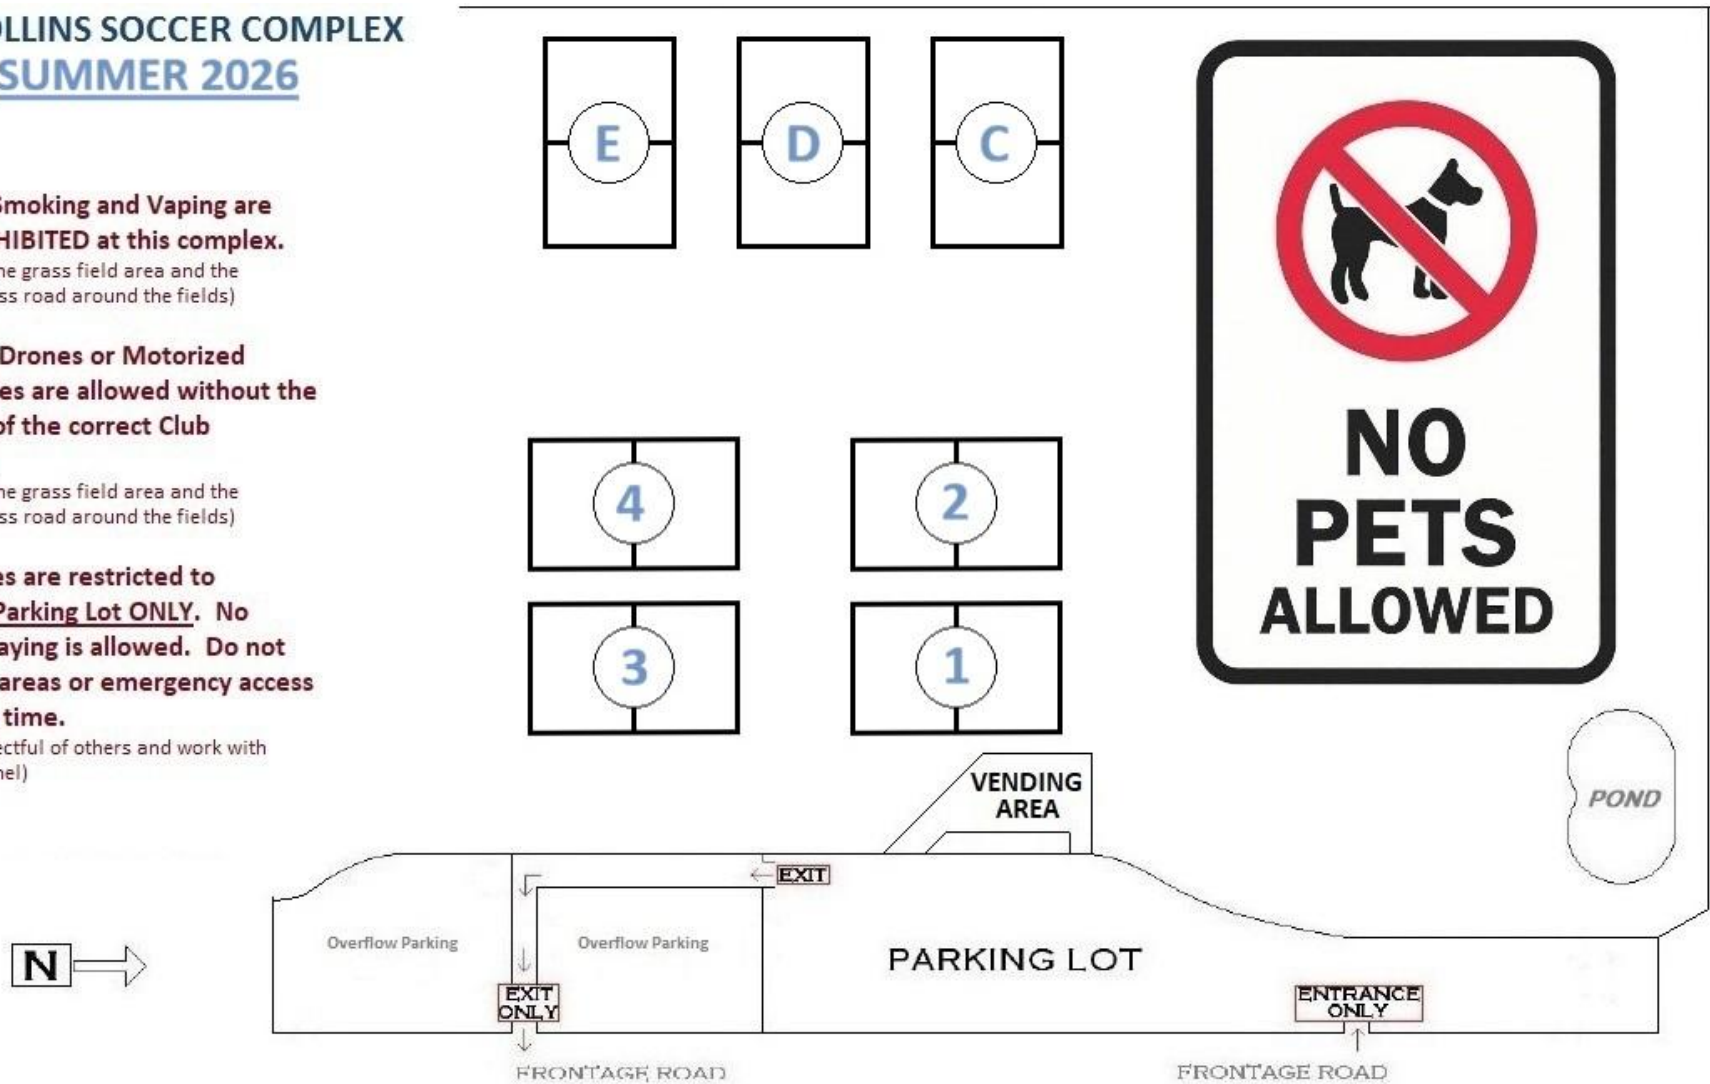 OLLINS SOCCER COMPLEX
SUMMER 2026
Smoking and Vaping are
HIBITED at this complex.
he grass field area and the
ss road around the fields)
Drones or Motorized
es are allowed without the
of the correct Club
he grass field area and the
ss road around the fields)
es are restricted to
Parking Lot ONLY. No
aying is allowed. Do not
areas or emergency access
time.
ectful of others and work with
nel)
E
D
C
4
2
3
1
NO
PETS
ALLOWED
VENDING
AREA
POND
EXIT
Overflow Parking
Overflow Parking
PARKING LOT
N
EXIT
ONLY
ENTRANCE
ONLY
FRONTAGE ROAD
FRONTAGE ROAD